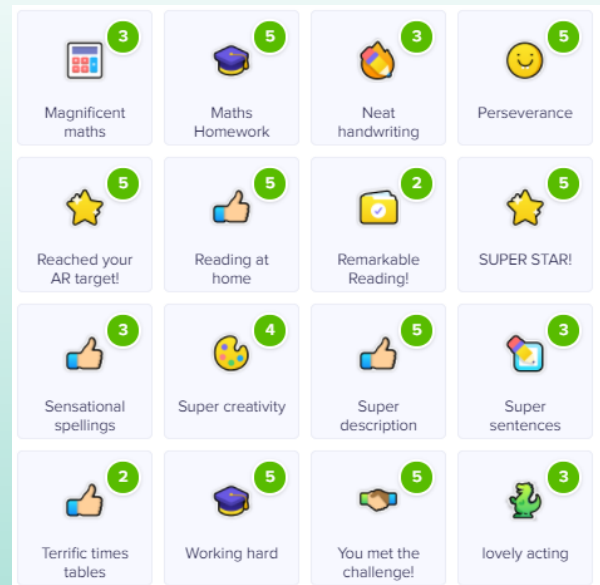 3
Magnificent
maths
5
Maths
Homework
3
Neat
handwriting
5
Perseverance
5
Reached your
AR target!
5
Reading at
home
2
Remarkable
Reading!
5
SUPER STAR!
3
Sensational
spellings
4
Super creativity
5
Super
description
3
Super
sentences
2
Terrific times
tables
5
Working hard
5
You met the
challenge!
3
lovely acting